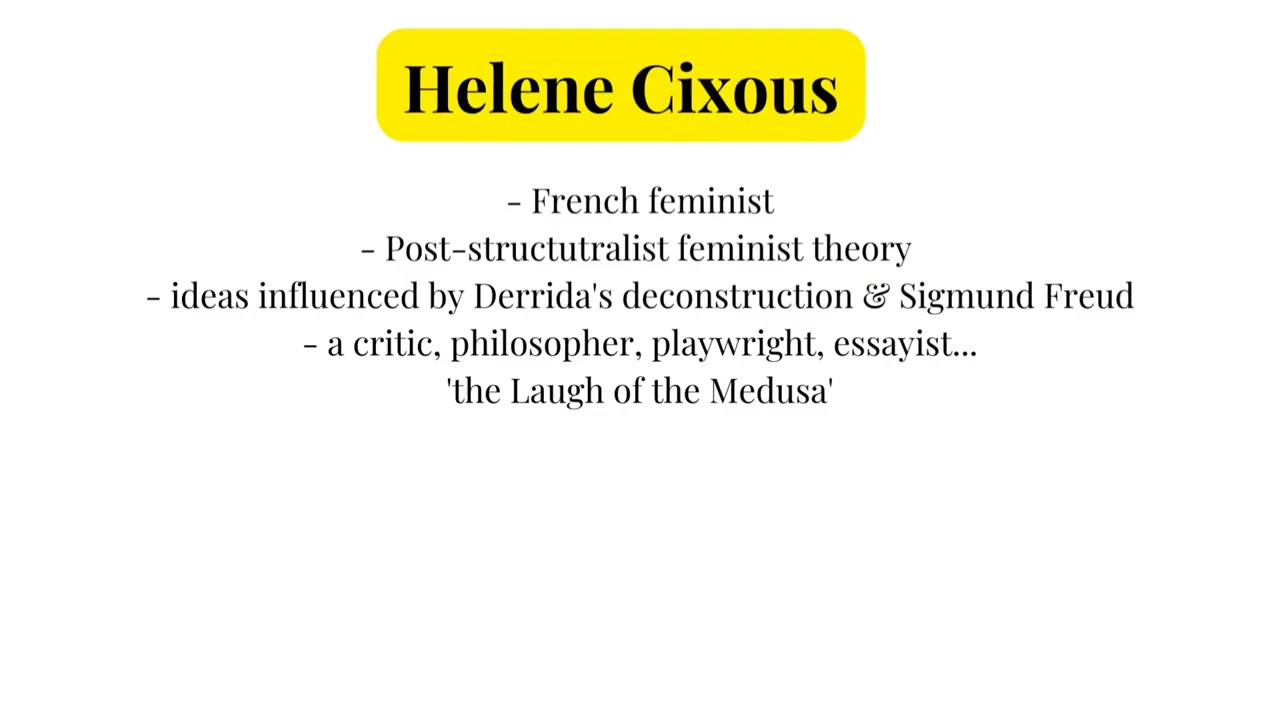 Helene Cixous
- French feminist
- Post-structutralist feminist theory
- ideas influenced by Derrida's deconstruction & Sigmund Freud
- a critic, philosopher, playwright, essayist...
'the Laugh of the Medusa'